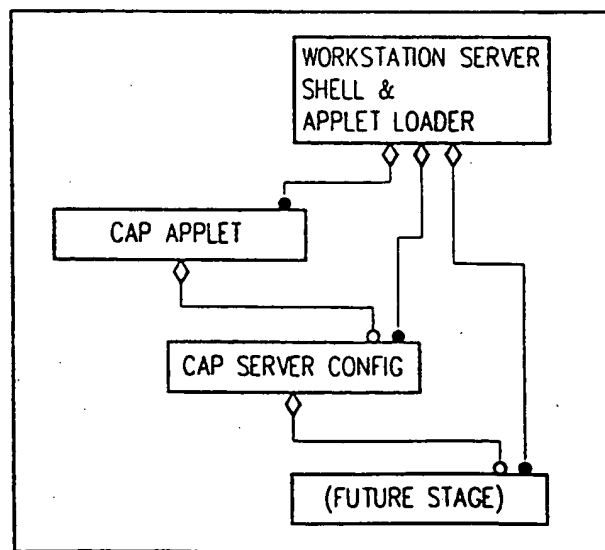 WORKSTATION SERVER
SHELL &
APPLET LOADER
CAP APPLET
CAP SERVER CONFIG
(FUTURE STAGE)